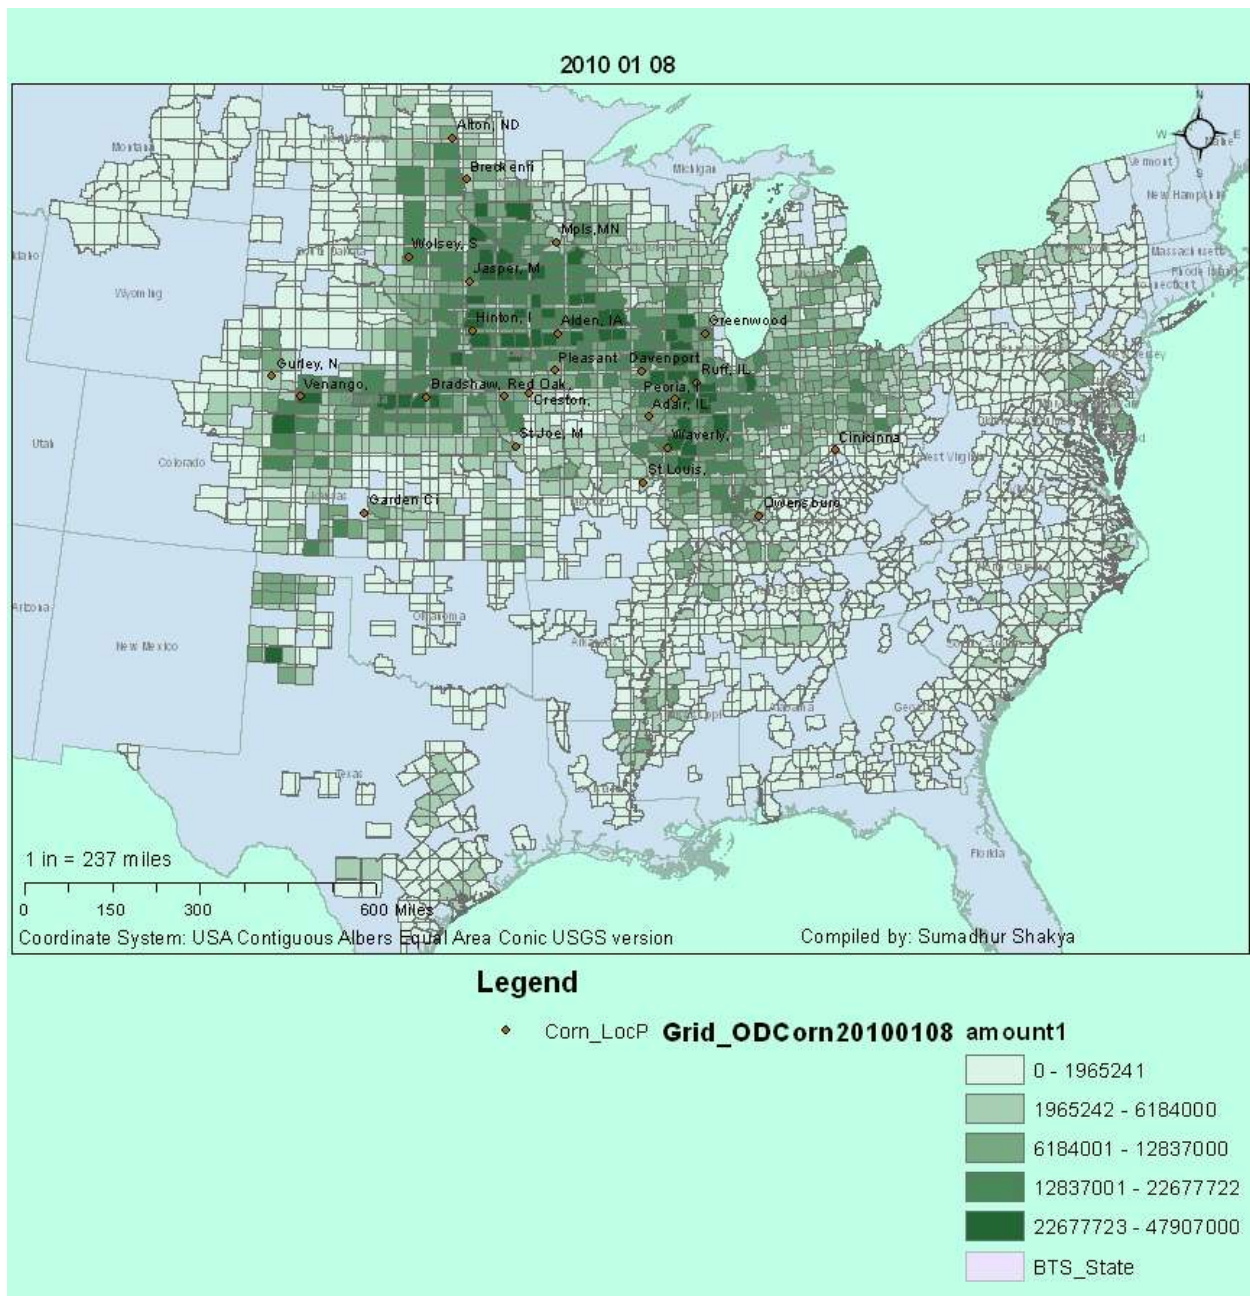 2010 01 08
N
W
E
S
Alton, ND
Montana
Maine
Breckenri
Michigan
Vermont
New Hampshire
Mpls,MN
Wolsey, S
Massachusetts
Jasper, M
Rhode Island
Wyoming
Hinton, I
Alden, IA
Greenwood
Pleasant
Davenport
Gurley, N
Ruff, IL
Venango,
Bradshaw,
Red Oak,
Peoria, I
Creston,
Adair, IL
Utah
St Joe, M
Waverly,
Cinicinna
Colorado
West Virginia
St Louis,
Garden Ci
Owensboro
Arizona
Oklahoma
New Mexico
Alabama
Texas
Florida
1 in = 237 miles
0 150 300 600 Miles
Coordinate System: USA Contiguous Albers Equal Area Conic USGS version
Compiled by: Sumadhur Shakya
Legend
Corn_LocP Grid_ODCorn20100108 amount1
0 - 1965241
1965242 - 6184000
6184001 - 12837000
12837001 - 22677722
22677723 - 47907000
BTS_State